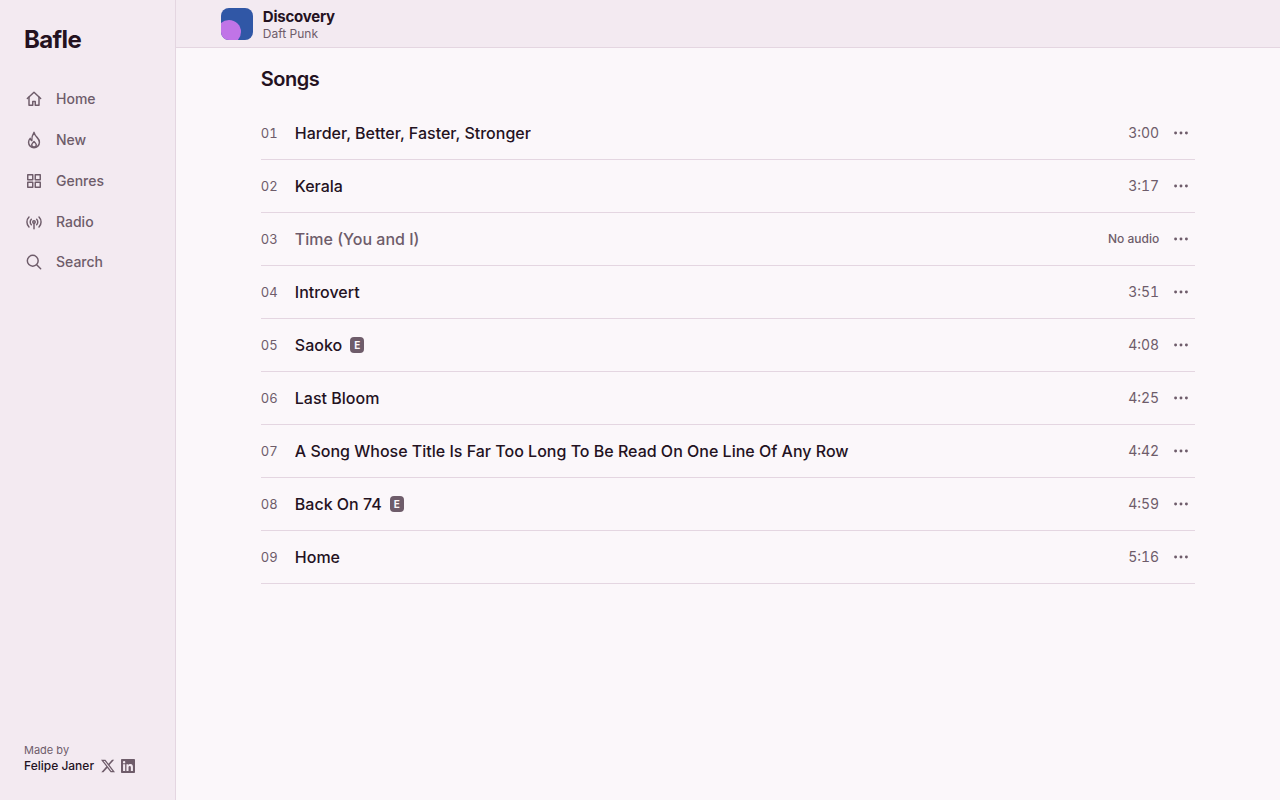 Bafle
Home
New
Genres
Radio
Search
Made by
Felipe Janer
Discovery
Daft Punk
Songs
01 Harder, Better, Faster, Stronger 3:00
02 Kerala 3:17
03 Time (You and I) No audio
04 Introvert 3:51
05 Saoko E 4:08
06 Last Bloom 4:25
07 A Song Whose Title Is Far Too Long To Be Read On One Line Of Any Row 4:42
08 Back On 74 E 4:59
09 Home 5:16